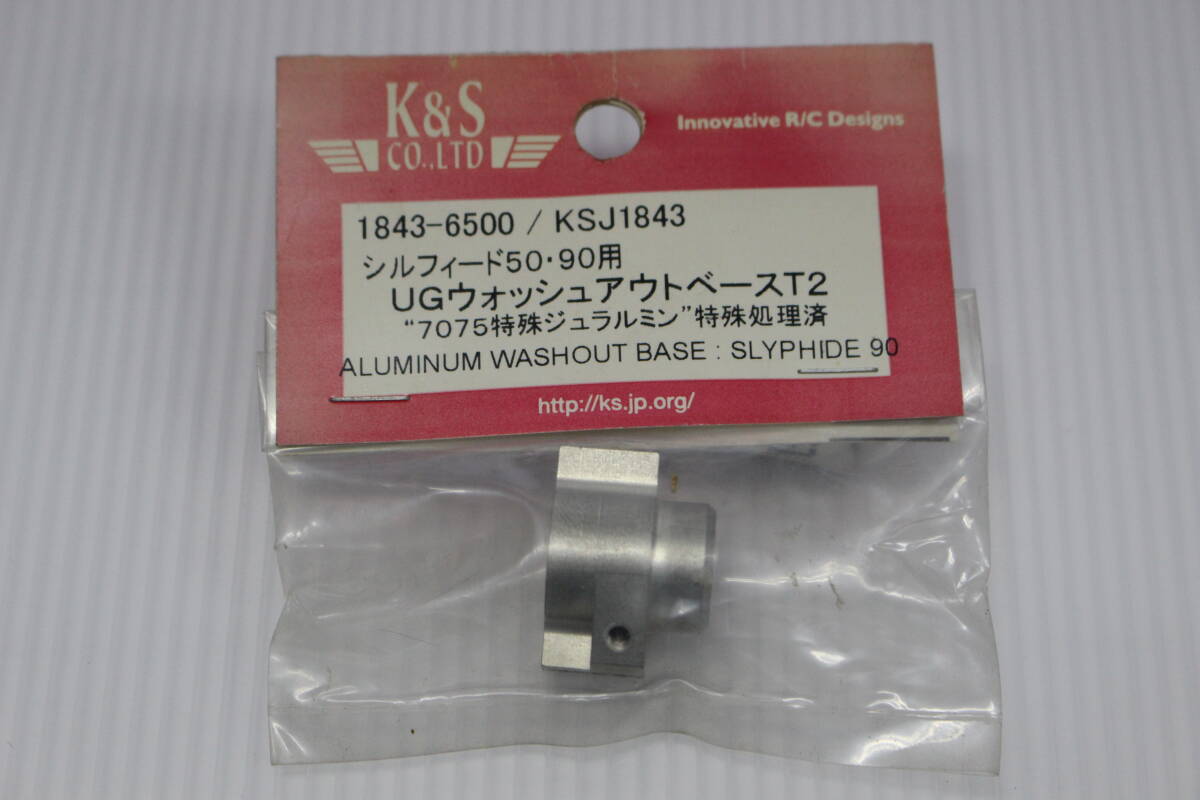 K&S
CO.,LTD
Innovative R/C Designs
1843-6500 / KSJ1843
シルフィード50・90用
UGウォッシュアウトベースT2
“7075特殊ジュラルミン”特殊処理済
ALUMINUM WASHOUT BASE : SLYPHIDE 90
http://ks.jp.org/